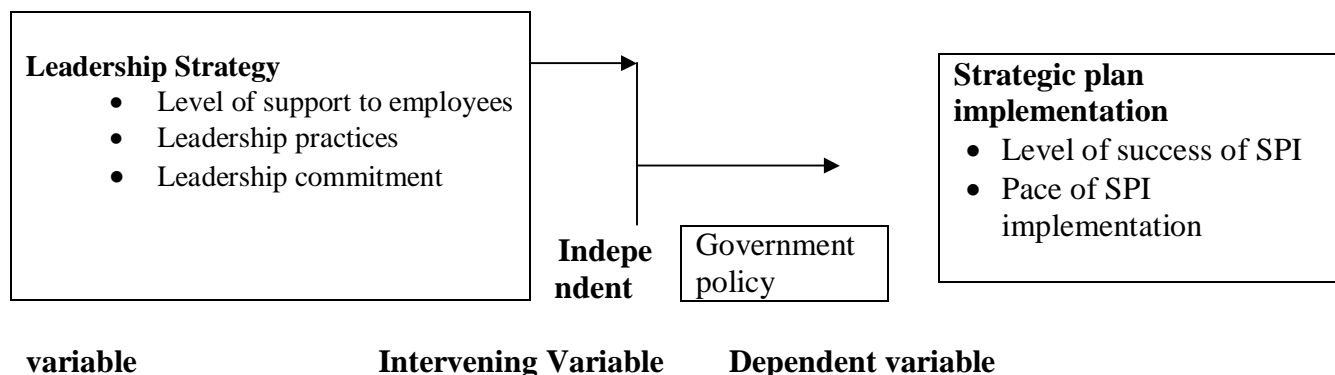 Leadership Strategy
• Level of support to employees
• Leadership practices
• Leadership commitment
Indepe
ndent
Government
policy
Strategic plan
implementation
• Level of success of SPI
• Pace of SPI
implementation
variable Intervening Variable Dependent variable